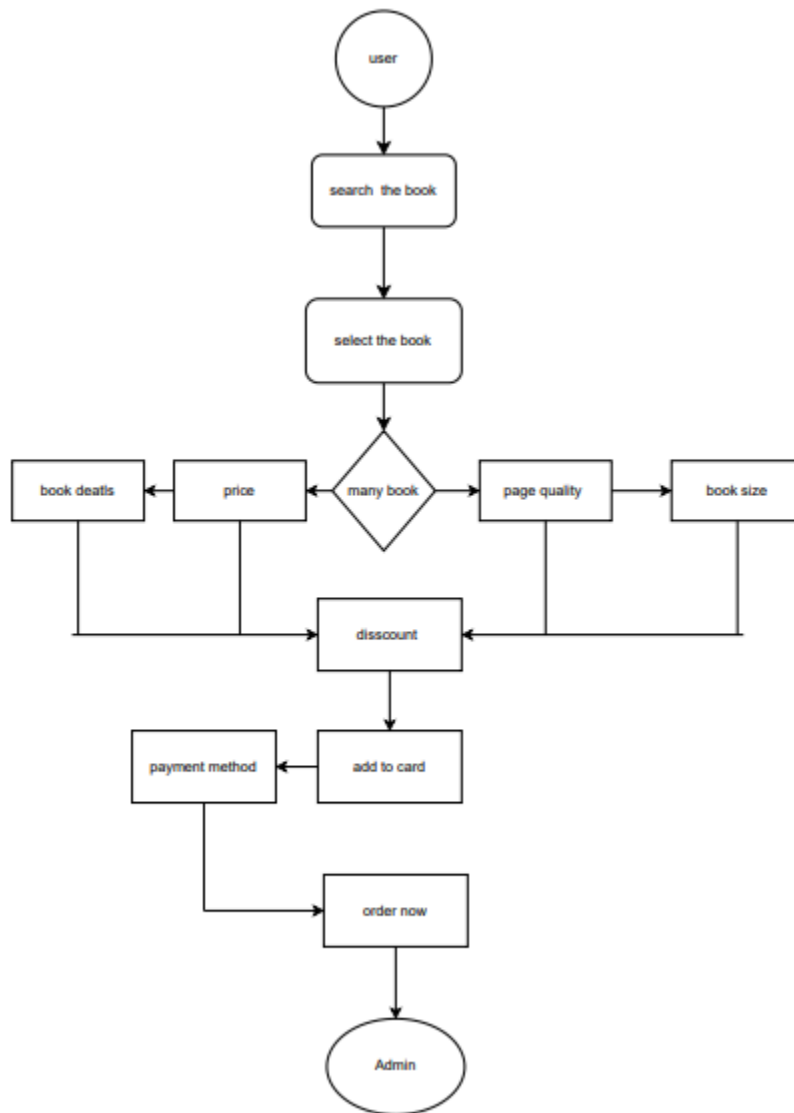 user
search the book
select the book
book deatls
price
many book
page quality
book size
disscount
payment method
add to card
order now
Admin